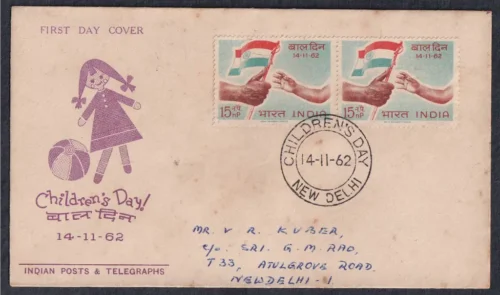 FIRST DAY COVER
Children's Day!
बाल दिन
14-11-62
INDIAN POSTS & TELEGRAPHS
बाल दिन
14-11-62
15 न.पै.
nP
भारत INDIA
बाल दिन
14-11-62
15 न.पै.
nP
भारत INDIA
CHILDREN'S DAY
14-11-62
NEW DELHI
MR. V R KUBER,
C/o SRI. G. M. RAO,
T 33, ATULGROVE ROAD.
NEWDELHI-1